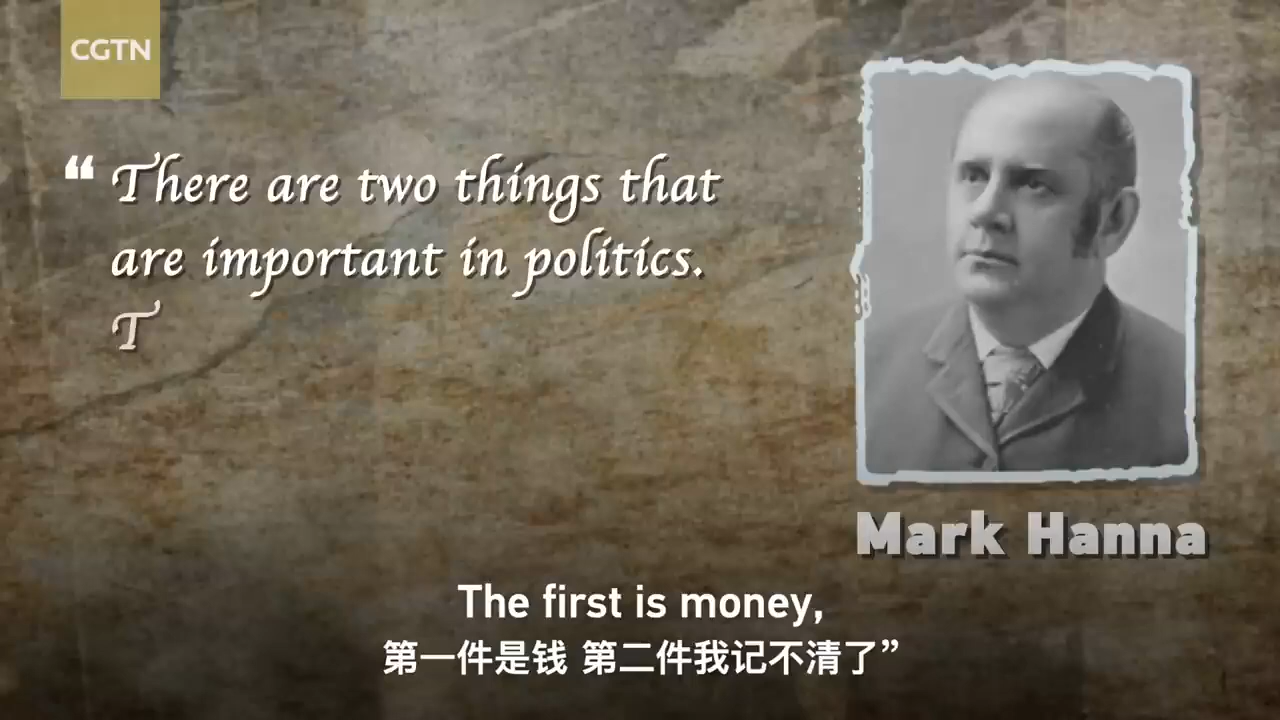 CGTN
❝ There are two things that
are important in politics.
T
Mark Hanna
The first is money,
第一件是钱 第二件我记不清了”